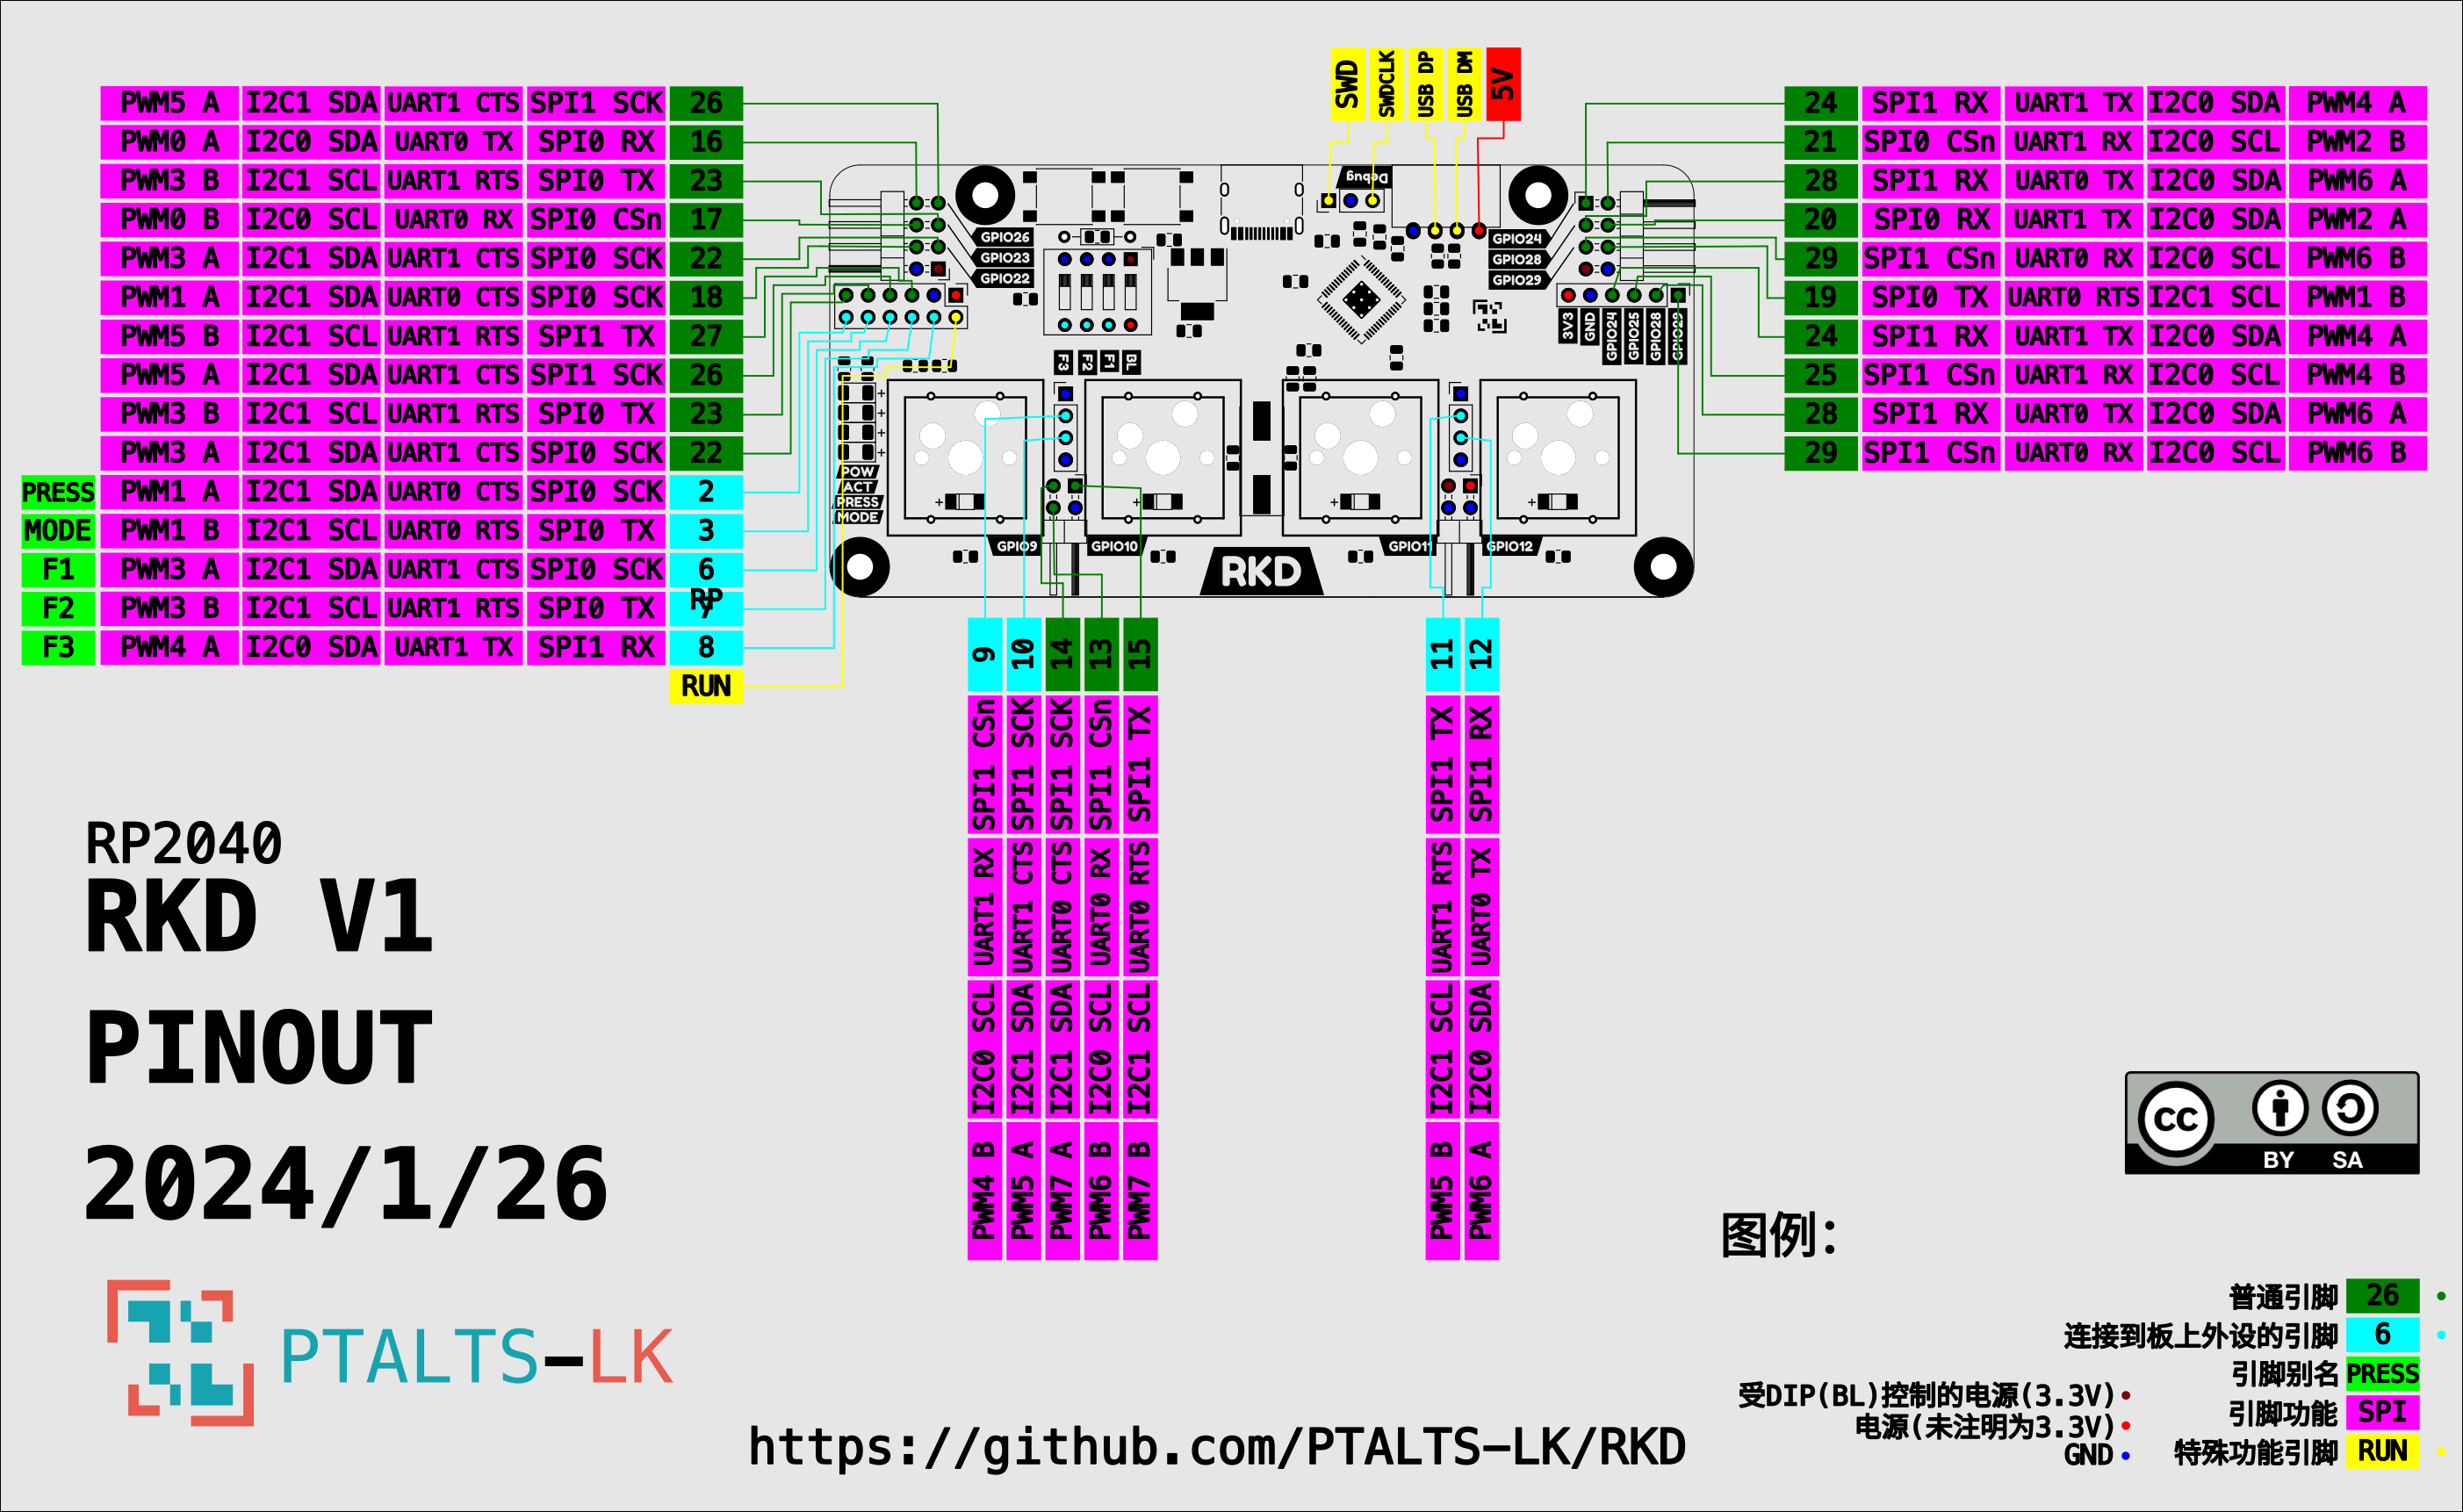 SWD
SWDCLK
USB DP
USB DM
5V
PWM5 A I2C1 SDA UART1 CTS SPI1 SCK 26
PWM0 A I2C0 SDA UART0 TX SPI0 RX 16
PWM3 B I2C1 SCL UART1 RTS SPI0 TX 23
PWM0 B I2C0 SCL UART0 RX SPI0 CSn 17
PWM3 A I2C1 SDA UART1 CTS SPI0 SCK 22
PWM1 A I2C1 SDA UART0 CTS SPI0 SCK 18
PWM5 B I2C1 SCL UART1 RTS SPI1 TX 27
PWM5 A I2C1 SDA UART1 CTS SPI1 SCK 26
PWM3 B I2C1 SCL UART1 RTS SPI0 TX 23
PWM3 A I2C1 SDA UART1 CTS SPI0 SCK 22
PRESS PWM1 A I2C1 SDA UART0 CTS SPI0 SCK 2
MODE PWM1 B I2C1 SCL UART0 RTS SPI0 TX 3
F1 PWM3 A I2C1 SDA UART1 CTS SPI0 SCK 6
RP
F2 PWM3 B I2C1 SCL UART1 RTS SPI0 TX 7
F3 PWM4 A I2C0 SDA UART1 TX SPI1 RX 8
RUN
24 SPI1 RX UART1 TX I2C0 SDA PWM4 A
21 SPI0 CSn UART1 RX I2C0 SCL PWM2 B
28 SPI1 RX UART0 TX I2C0 SDA PWM6 A
20 SPI0 RX UART1 TX I2C0 SDA PWM2 A
29 SPI1 CSn UART0 RX I2C0 SCL PWM6 B
19 SPI0 TX UART0 RTS I2C1 SCL PWM1 B
24 SPI1 RX UART1 TX I2C0 SDA PWM4 A
25 SPI1 CSn UART1 RX I2C0 SCL PWM4 B
28 SPI1 RX UART0 TX I2C0 SDA PWM6 A
29 SPI1 CSn UART0 RX I2C0 SCL PWM6 B
Debug
GPIO26
GPIO23
GPIO22
GPIO24
GPIO28
GPIO29
3V3
GND
GPIO24
GPIO25
GPIO28
F3
F2
F1
BL
POW
ACT
PRESS
MODE
GPIO9
GPIO10
GPIO11
GPIO12
RKD
9 SPI1 CSn UART1 RX I2C0 SCL PWM4 B
10 SPI1 SCK UART1 CTS I2C1 SDA PWM5 A
14 SPI1 SCK UART0 CTS I2C1 SDA PWM7 A
13 SPI1 CSn UART0 RX I2C0 SCL PWM6 B
15 SPI1 TX UART0 RTS I2C1 SCL PWM7 B
11 SPI1 TX UART1 RTS I2C1 SCL PWM5 B
12 SPI1 RX UART0 TX I2C0 SDA PWM6 A
RP2040
RKD V1
PINOUT
2024/1/26
PTALTS-LK
https://github.com/PTALTS-LK/RKD
CC
BY SA
图例:
普通引脚 26
连接到板上外设的引脚 6
引脚别名 PRESS
引脚功能 SPI
特殊功能引脚 RUN
受DIP(BL)控制的电源(3.3V)
电源(未注明为3.3V)
GND